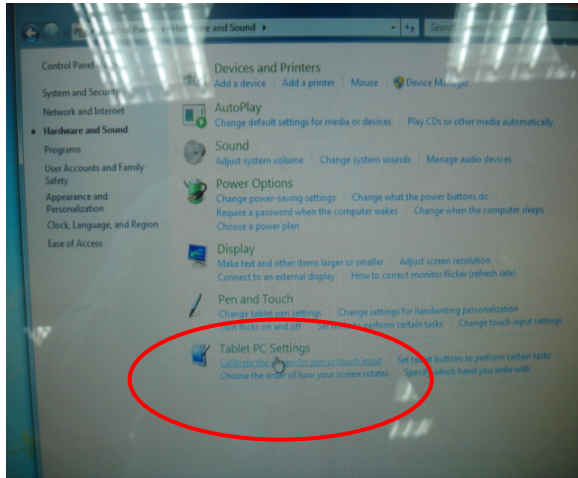 Hardware and Sound
Search
Control Panel
System and Security
Network and Internet
Hardware and Sound
Programs
User Accounts and Family
Safety
Appearance and
Personalization
Clock, Language, and Region
Ease of Access
Devices and Printers
Add a device Add a printer Mouse Device Manager
AutoPlay
Change default settings for media or devices Play CDs or other media automatically
Sound
Adjust system volume Change system sounds Manage audio devices
Power Options
Change power-saving settings Change what the power buttons do
Require a password when the computer wakes Change when the computer sleeps
Choose a power plan
Display
Make text and other items larger or smaller Adjust screen resolution
Connect to an external display How to correct monitor flicker (refresh rate)
Pen and Touch
Change tablet pen settings Change settings for handwriting personalization
Turn flicks on and off Set flicks to perform certain tasks Change touch input settings
Tablet PC Settings
Calibrate the screen for pen or touch input Set tablet buttons to perform certain tasks
Choose the order of how your screen rotates Specify which hand you write with